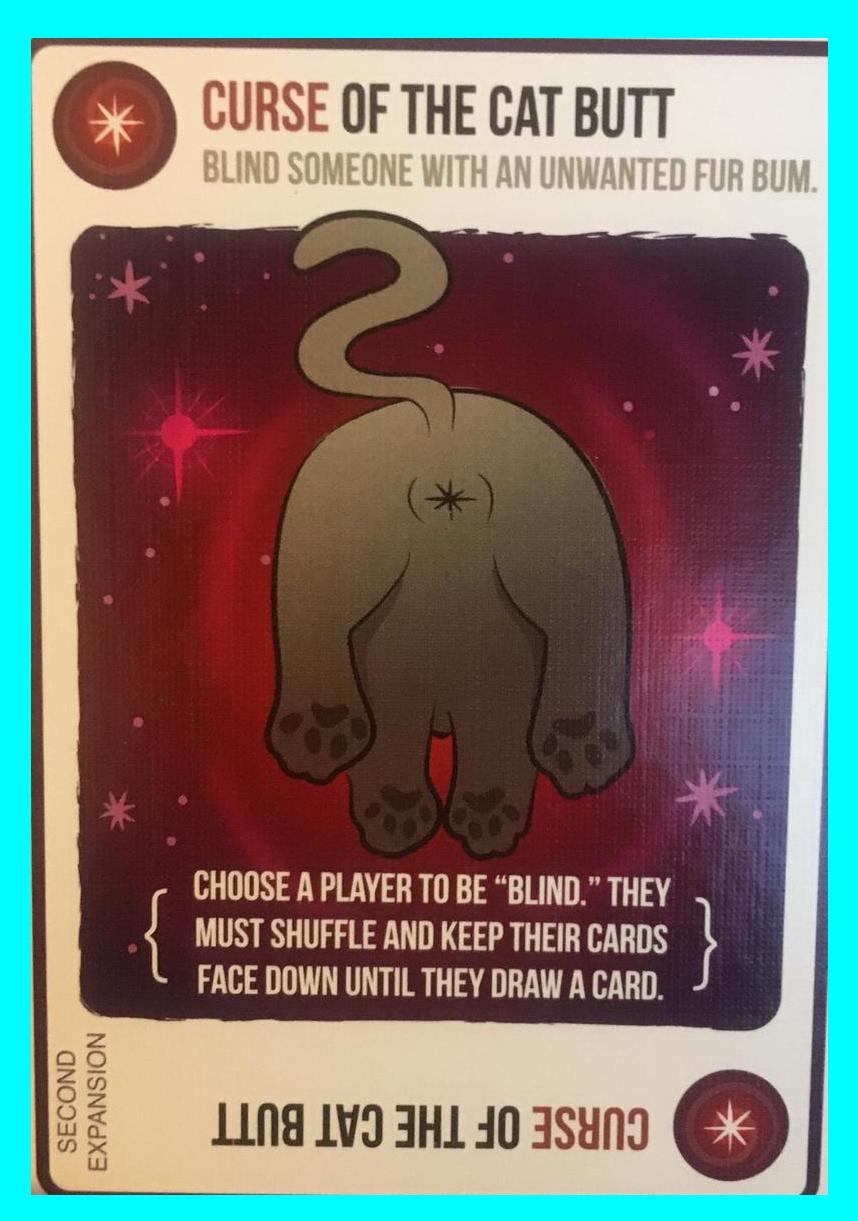 CURSE OF THE CAT BUTT
BLIND SOMEONE WITH AN UNWANTED FUR BUM.
CHOOSE A PLAYER TO BE “BLIND.” THEY
MUST SHUFFLE AND KEEP THEIR CARDS
FACE DOWN UNTIL THEY DRAW A CARD.
SECOND
EXPANSION
CURSE OF THE CAT BUTT